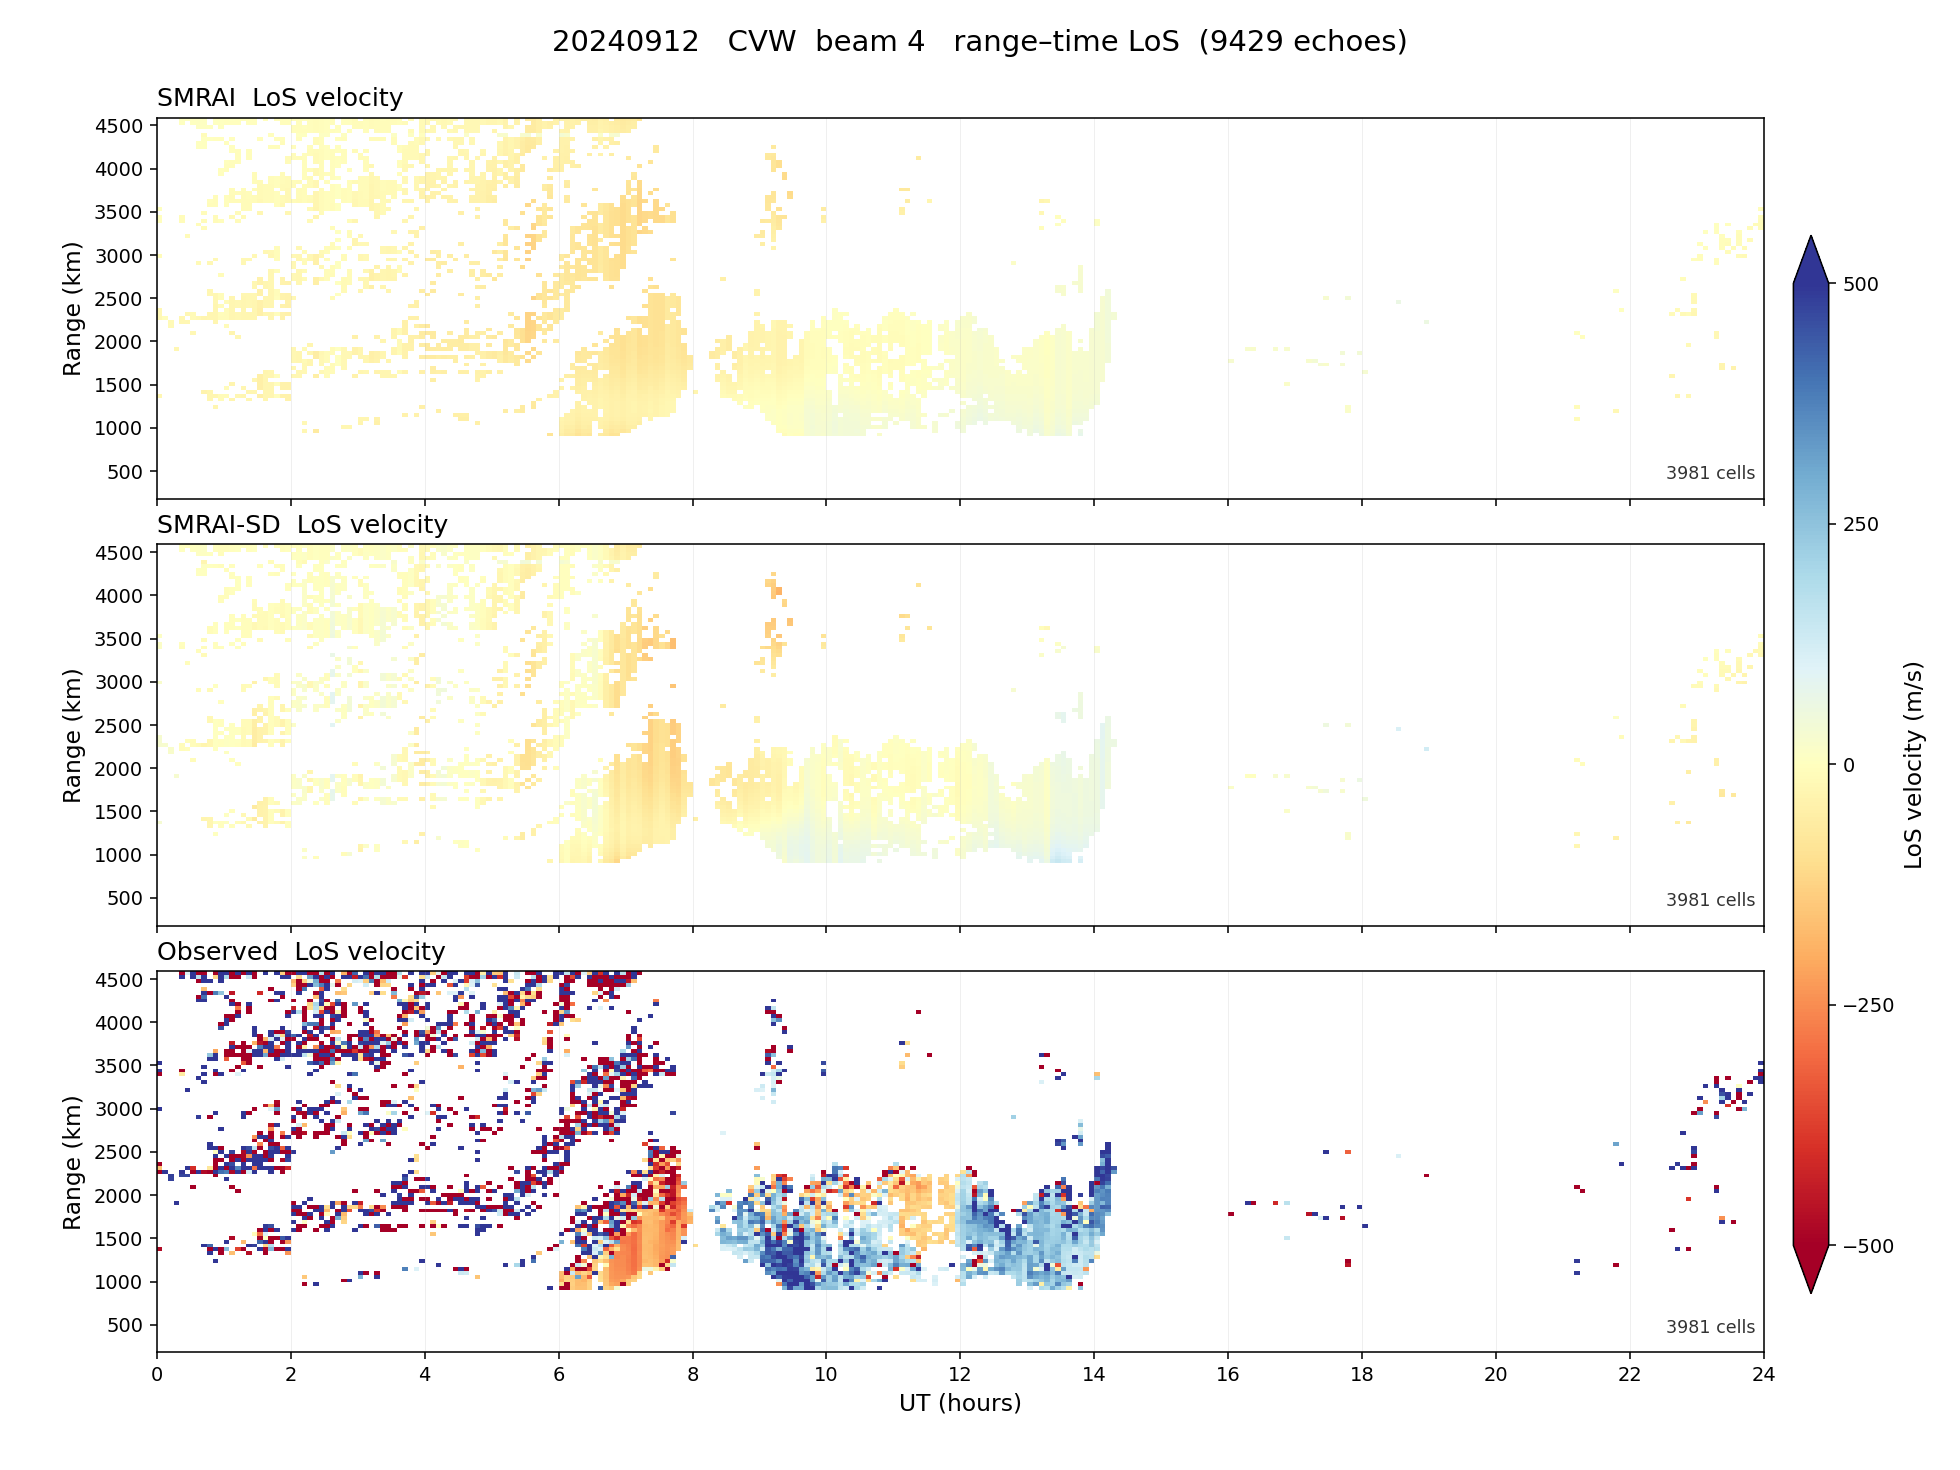 20240912   CVW  beam 4   range–time LoS  (9429 echoes)
SMRAI  LoS velocity
4500
4000
3500
3000
2500
2000
1500
1000
500
Range (km)
3981 cells
SMRAI-SD  LoS velocity
4500
4000
3500
3000
2500
2000
1500
1000
500
Range (km)
3981 cells
Observed  LoS velocity
4500
4000
3500
3000
2500
2000
1500
1000
500
Range (km)
3981 cells
0 2 4 6 8 10 12 14 16 18 20 22 24
UT (hours)
500
250
0
−250
−500
LoS velocity (m/s)